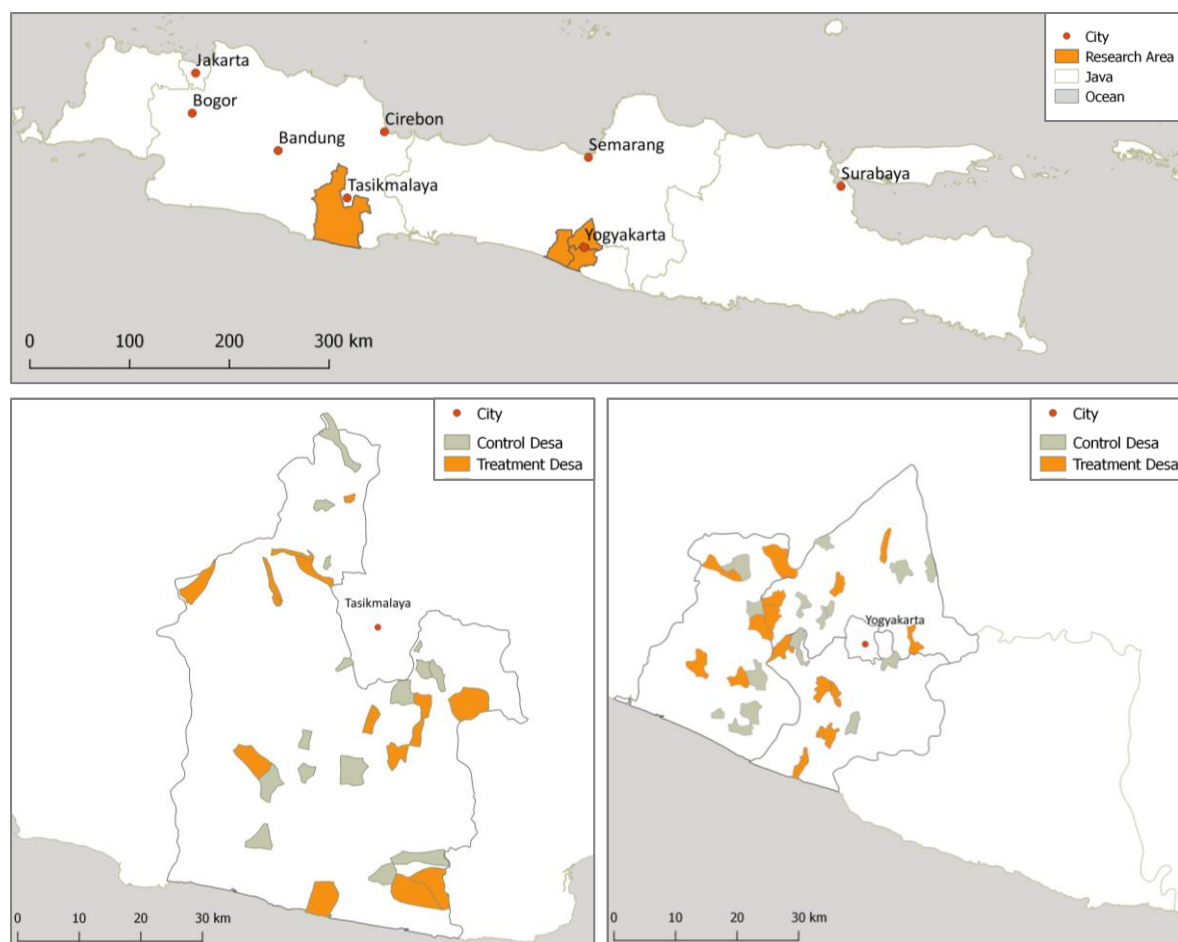 City
Research Area
Java
Ocean
Jakarta
Bogor
Bandung
Cirebon
Tasikmalaya
Semarang
Yogyakarta
Surabaya
0 100 200 300 km
City
Control Desa
Treatment Desa
Tasikmalaya
0 10 20 30 km
City
Control Desa
Treatment Desa
Yogyakarta
0 10 20 30 km